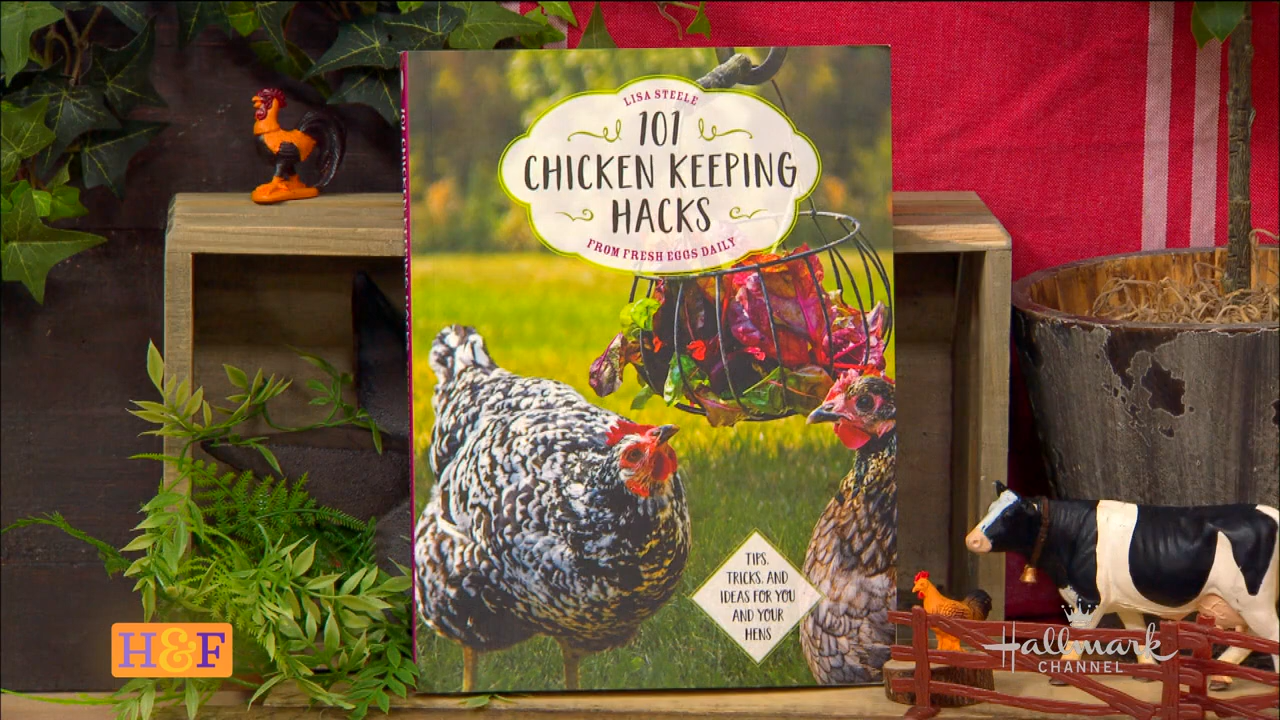 LISA STEELE
101
CHICKEN KEEPING
HACKS
FROM FRESH EGGS DAILY
TIPS,
TRICKS, AND
IDEAS FOR YOU
AND YOUR
HENS
H&F
Hallmark
CHANNEL